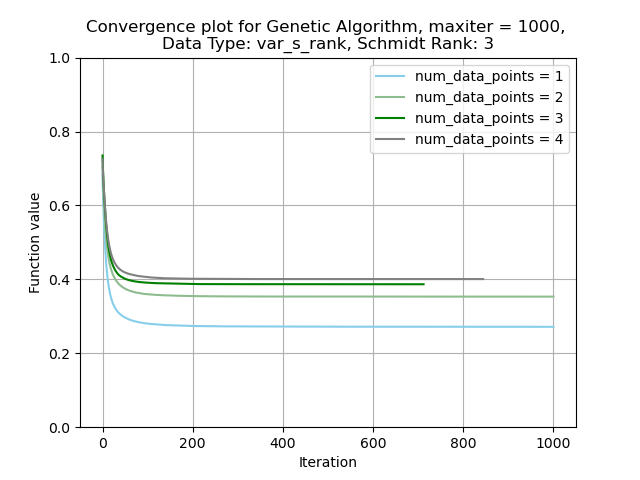 Convergence plot for Genetic Algorithm, maxiter = 1000,
Data Type: var_s_rank, Schmidt Rank: 3
num_data_points = 1
num_data_points = 2
num_data_points = 3
num_data_points = 4
Function value
1.0
0.8
0.6
0.4
0.2
0.0
0 200 400 600 800 1000
Iteration